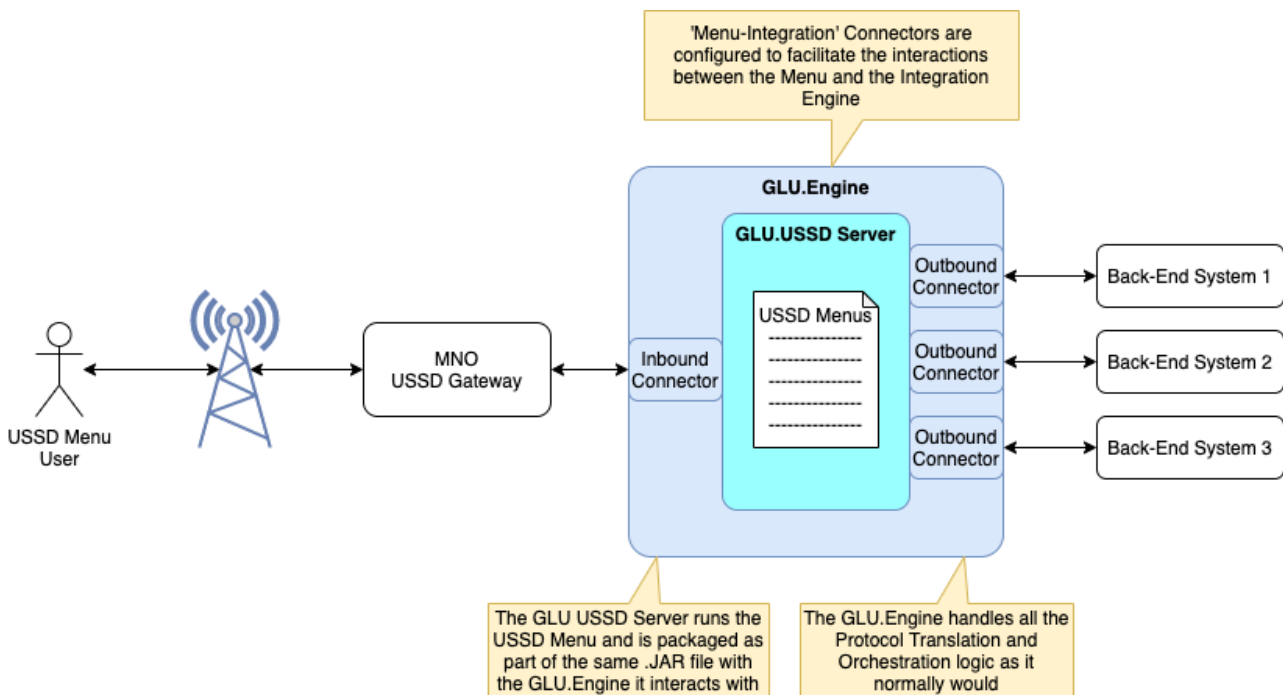 'Menu-Integration' Connectors are
configured to facilitate the interactions
between the Menu and the Integration
Engine
GLU.Engine
GLU.USSD Server
USSD Menus
Inbound
Connector
Outbound
Connector
Outbound
Connector
Outbound
Connector
Back-End System 1
Back-End System 2
Back-End System 3
MNO
USSD Gateway
USSD Menu
User
The GLU USSD Server runs the
USSD Menu and is packaged as
part of the same .JAR file with
the GLU.Engine it interacts with
The GLU.Engine handles all the
Protocol Translation and
Orchestration logic as it
normally would